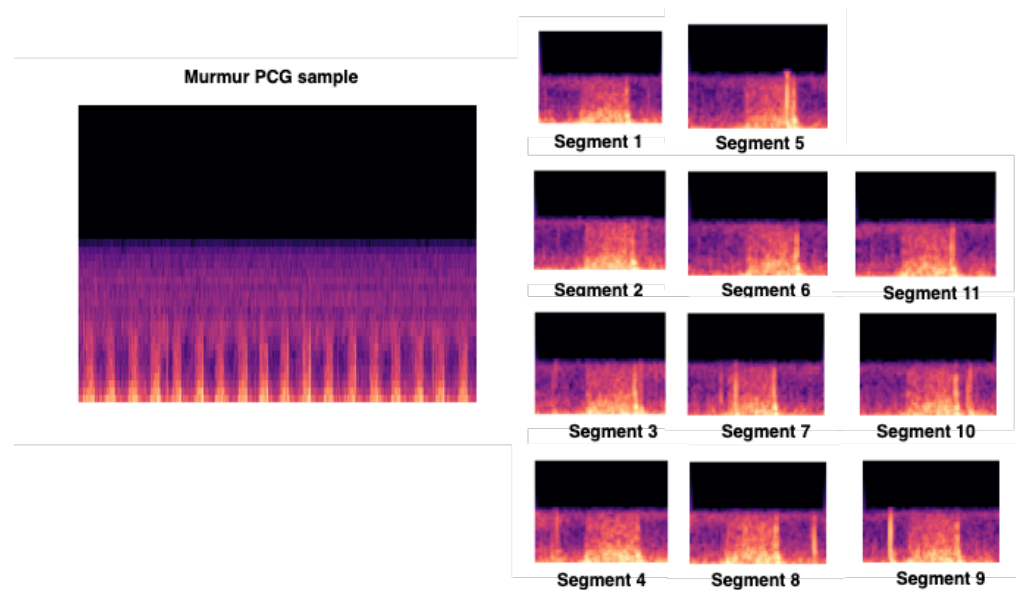 Murmur PCG sample
Segment 1
Segment 5
Segment 2
Segment 6
Segment 11
Segment 3
Segment 7
Segment 10
Segment 4
Segment 8
Segment 9